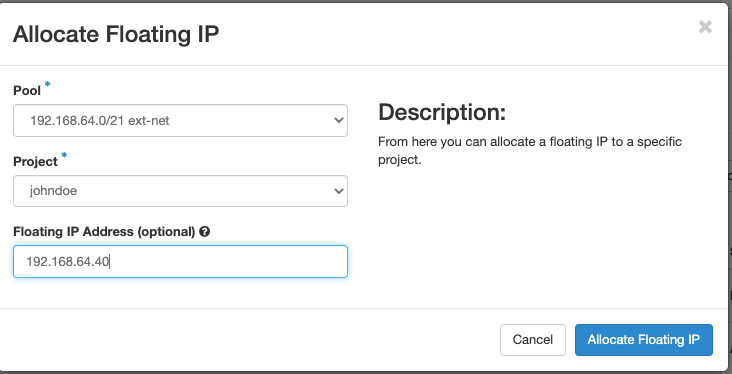 Allocate Floating IP
Pool *
192.168.64.0/21 ext-net
Project *
johndoe
Floating IP Address (optional)
192.168.64.40
Description:
From here you can allocate a floating IP to a specific
project.
Cancel
Allocate Floating IP